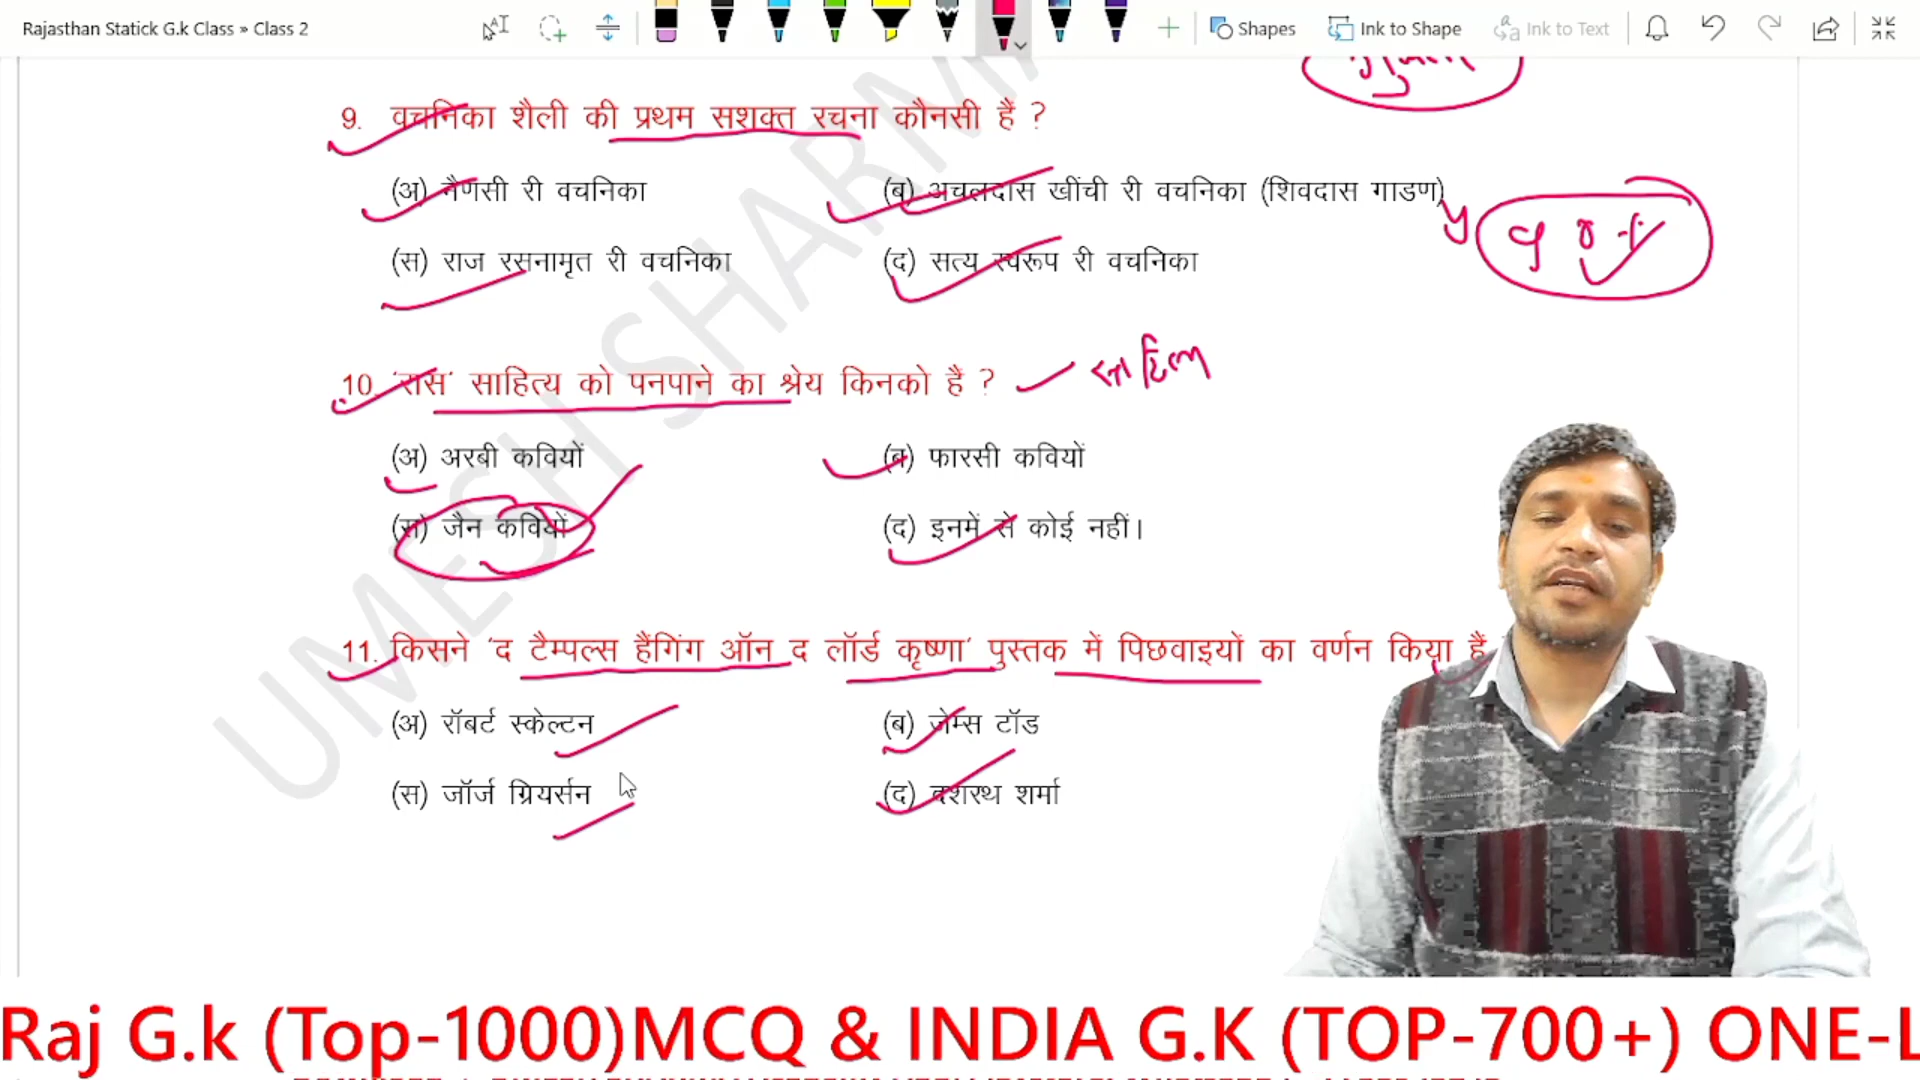 Rajasthan Statick G.k Class » Class 2
Shapes
Ink to Shape
Ink to Text
9. वचनिका शैली की प्रथम सशक्त रचना कौनसी है ?
(अ) नैणसी री वचनिका
(ब) अचलदास खींची री वचनिका (शिवदास गाडण)
(स) राज रसनामृत री वचनिका
(द) सत्य स्वरूप री वचनिका
10. 'रास' साहित्य को पनपाने का श्रेय किनको है ?
साहित्य
(अ) अरबी कवियों
(ब) फारसी कवियों
(स) जैन कवियों
(द) इनमें से कोई नहीं।
11. किसने 'द टैम्पल्स हैंगिंग ऑन द लॉर्ड कृष्णा' पुस्तक में पिछवाइयों का वर्णन किया हैं
(अ) रॉबर्ट स्केल्टन
(ब) जेम्स टॉड
(स) जॉर्ज ग्रियर्सन
(द) दशरथ शर्मा
UMESH SHARMA
Raj G.k (Top-1000)MCQ & INDIA G.K (TOP-700+) ONE-L